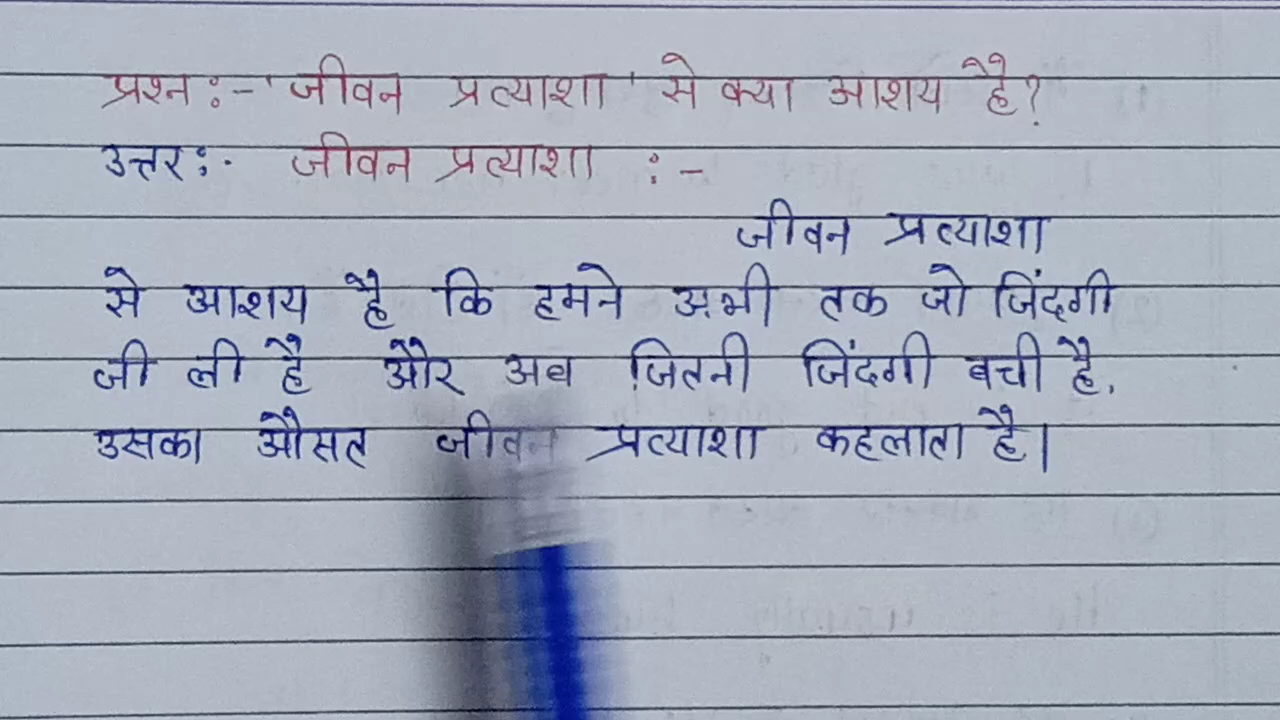 प्रश्न :- 'जीवन प्रत्याशा' से क्या आशय है?
उत्तर :- जीवन प्रत्याशा :-
जीवन प्रत्याशा
से आशय है कि हमने अभी तक जो जिंदगी
जी ली है और अब जितनी जिंदगी बची है,
उसका औसत जीवन प्रत्याशा कहलाता है।